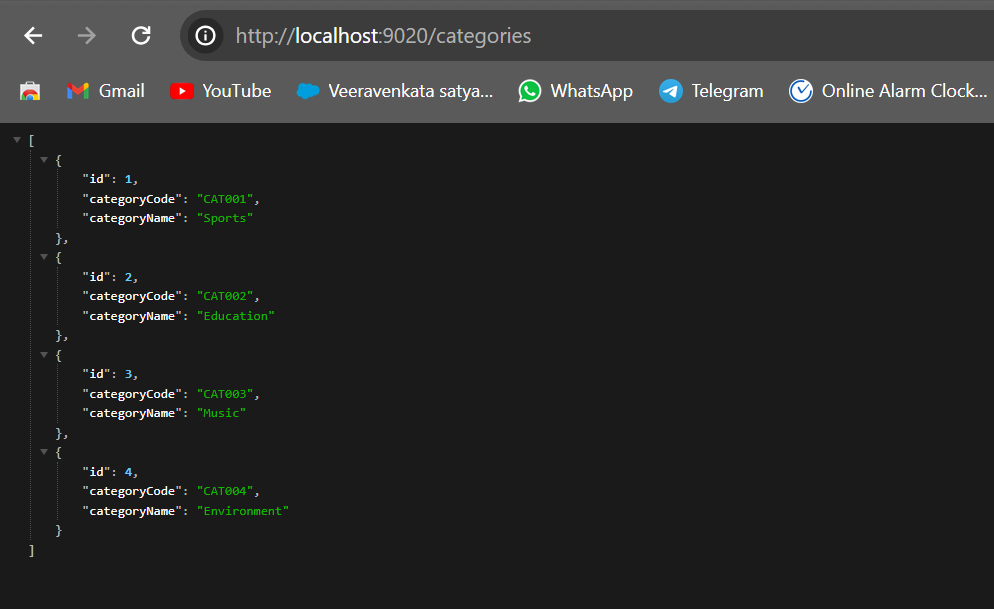 http://localhost:9020/categories
Gmail YouTube Veeravenkata satya... WhatsApp Telegram Online Alarm Clock...
[
{
"id": 1,
"categoryCode": "CAT001",
"categoryName": "Sports"
},
{
"id": 2,
"categoryCode": "CAT002",
"categoryName": "Education"
},
{
"id": 3,
"categoryCode": "CAT003",
"categoryName": "Music"
},
{
"id": 4,
"categoryCode": "CAT004",
"categoryName": "Environment"
}
]